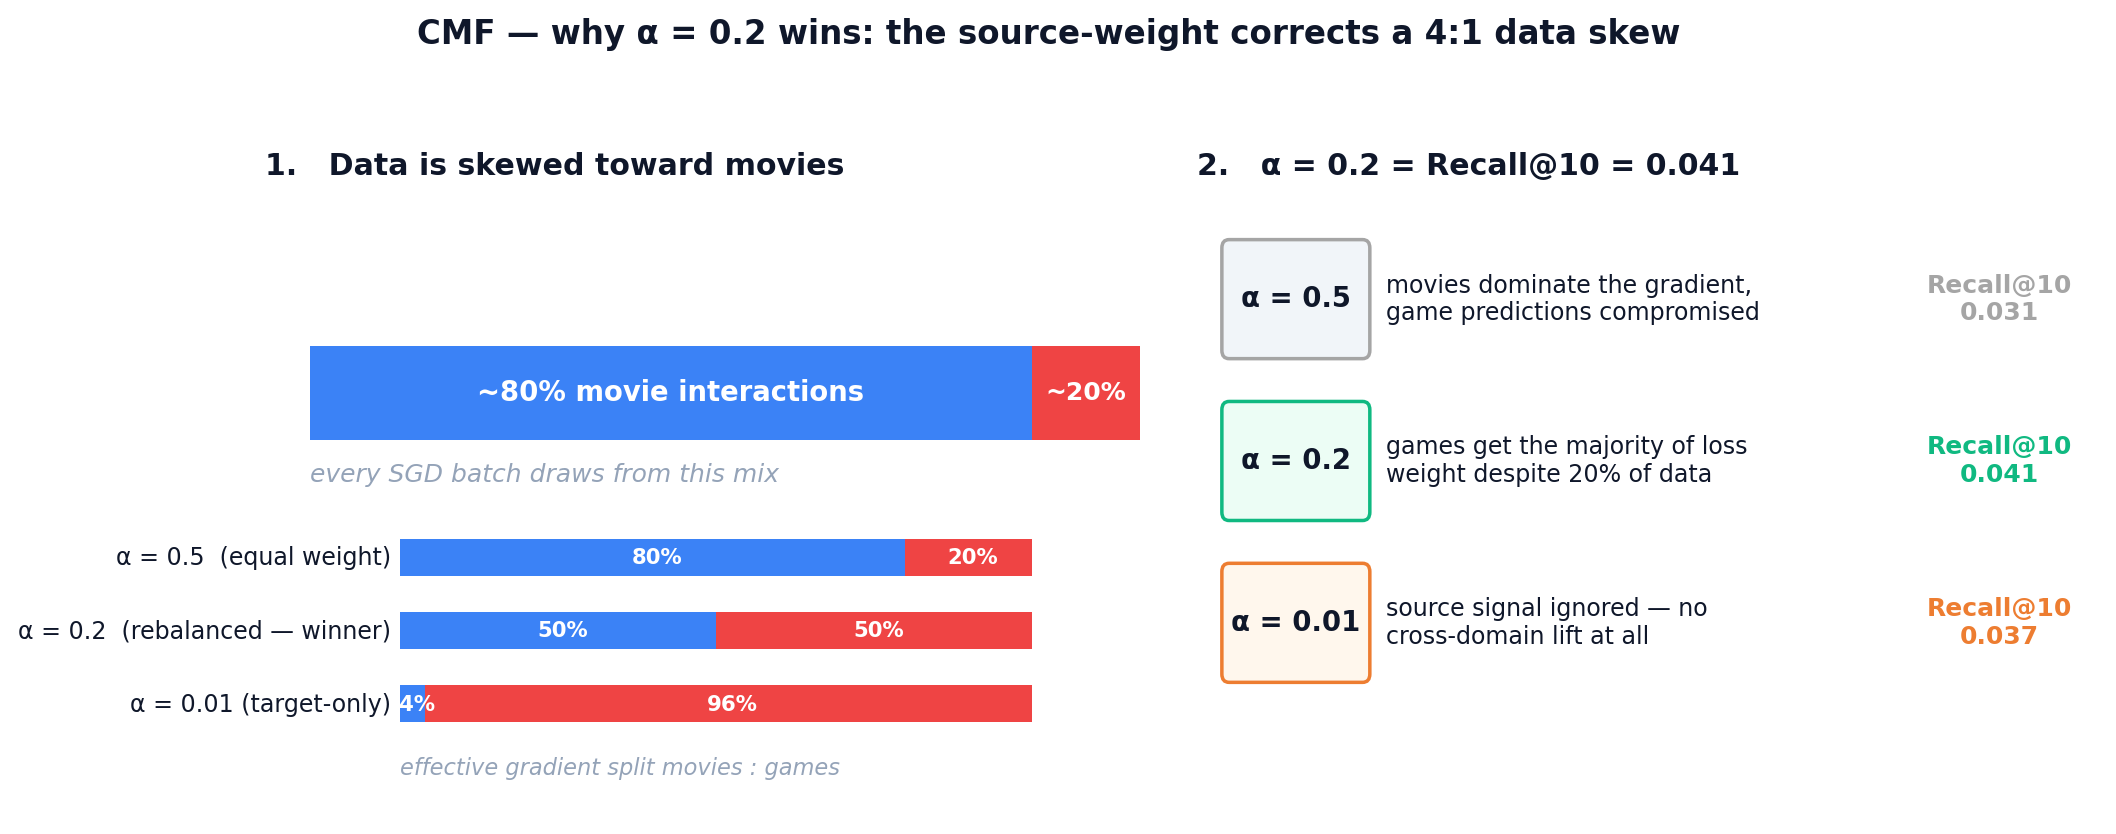 CMF — why α = 0.2 wins: the source-weight corrects a 4:1 data skew
1. Data is skewed toward movies
~80% movie interactions
~20%
every SGD batch draws from this mix
α = 0.5 (equal weight)
80%
20%
α = 0.2 (rebalanced — winner)
50%
50%
α = 0.01 (target-only)
4%
96%
effective gradient split movies : games
2. α = 0.2 = Recall@10 = 0.041
α = 0.5
movies dominate the gradient,
game predictions compromised
Recall@10
0.031
α = 0.2
games get the majority of loss
weight despite 20% of data
Recall@10
0.041
α = 0.01
source signal ignored — no
cross-domain lift at all
Recall@10
0.037